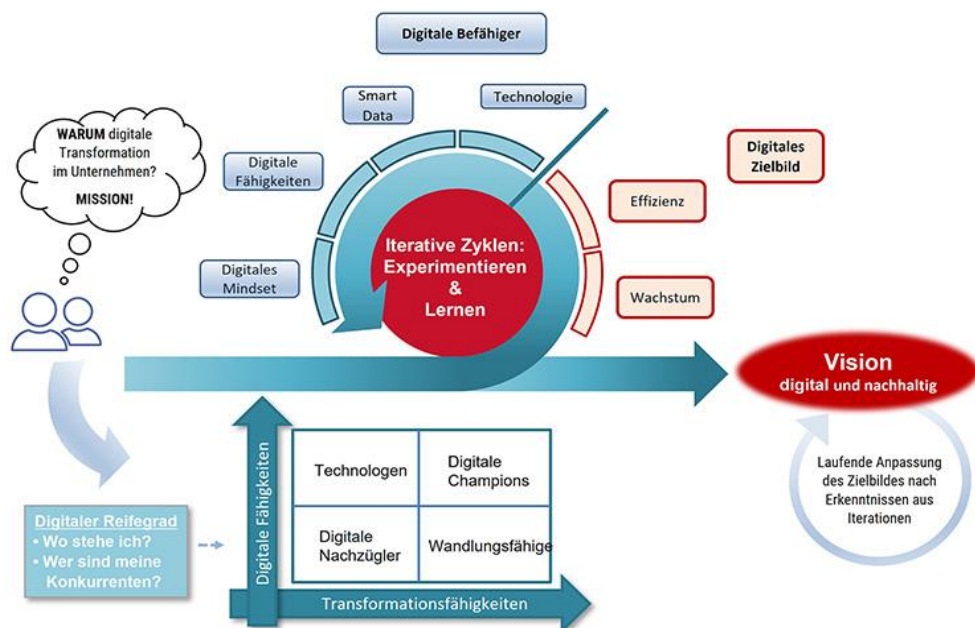 Digitale Befähiger
Smart
Data
Technologie
WARUM digitale
Transformation
im Unternehmen?
MISSION!
Digitale
Fähigkeiten
Digitales
Zielbild
Effizienz
Iterative Zyklen:
Experimentieren
&
Lernen
Digitales
Mindset
Wachstum
Vision
digital und nachhaltig
Laufende Anpassung
des Zielbildes nach
Erkenntnissen aus
Iterationen
Digitaler Reifegrad
• Wo stehe ich?
• Wer sind meine
Konkurrenten?
Digitale Fähigkeiten
Technologen
Digitale
Champions
Digitale
Nachzügler
Wandlungsfähige
Transformationsfähigkeiten